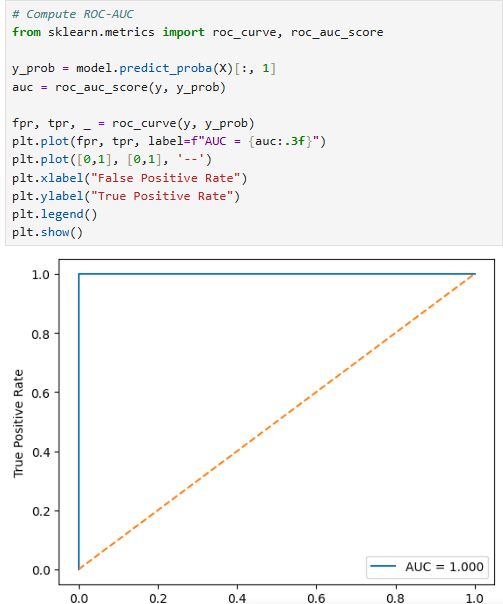 # Compute ROC-AUC
from sklearn.metrics import roc_curve, roc_auc_score
y_prob = model.predict_proba(X)[:, 1]
auc = roc_auc_score(y, y_prob)
fpr, tpr, _ = roc_curve(y, y_prob)
plt.plot(fpr, tpr, label=f"AUC = {auc:.3f}")
plt.plot([0,1], [0,1], '--')
plt.xlabel("False Positive Rate")
plt.ylabel("True Positive Rate")
plt.legend()
plt.show()
1.0
0.8
0.6
0.4
0.2
0.0
True Positive Rate
AUC = 1.000
0.0 0.2 0.4 0.6 0.8 1.0